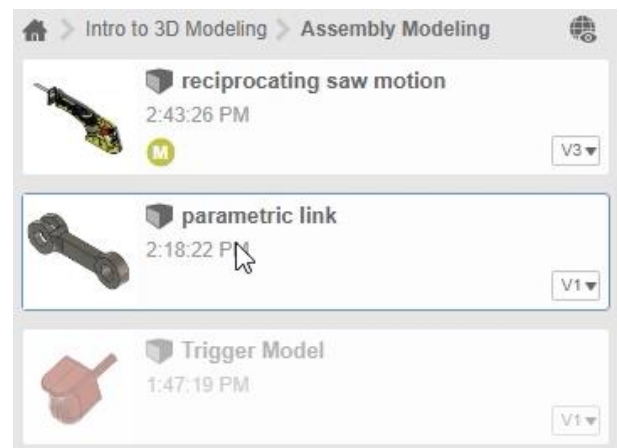 Intro to 3D Modeling > Assembly Modeling
reciprocating saw motion
2:43:26 PM
M
V3
parametric link
2:18:22 PM
V1
Trigger Model
1:47:19 PM
V1